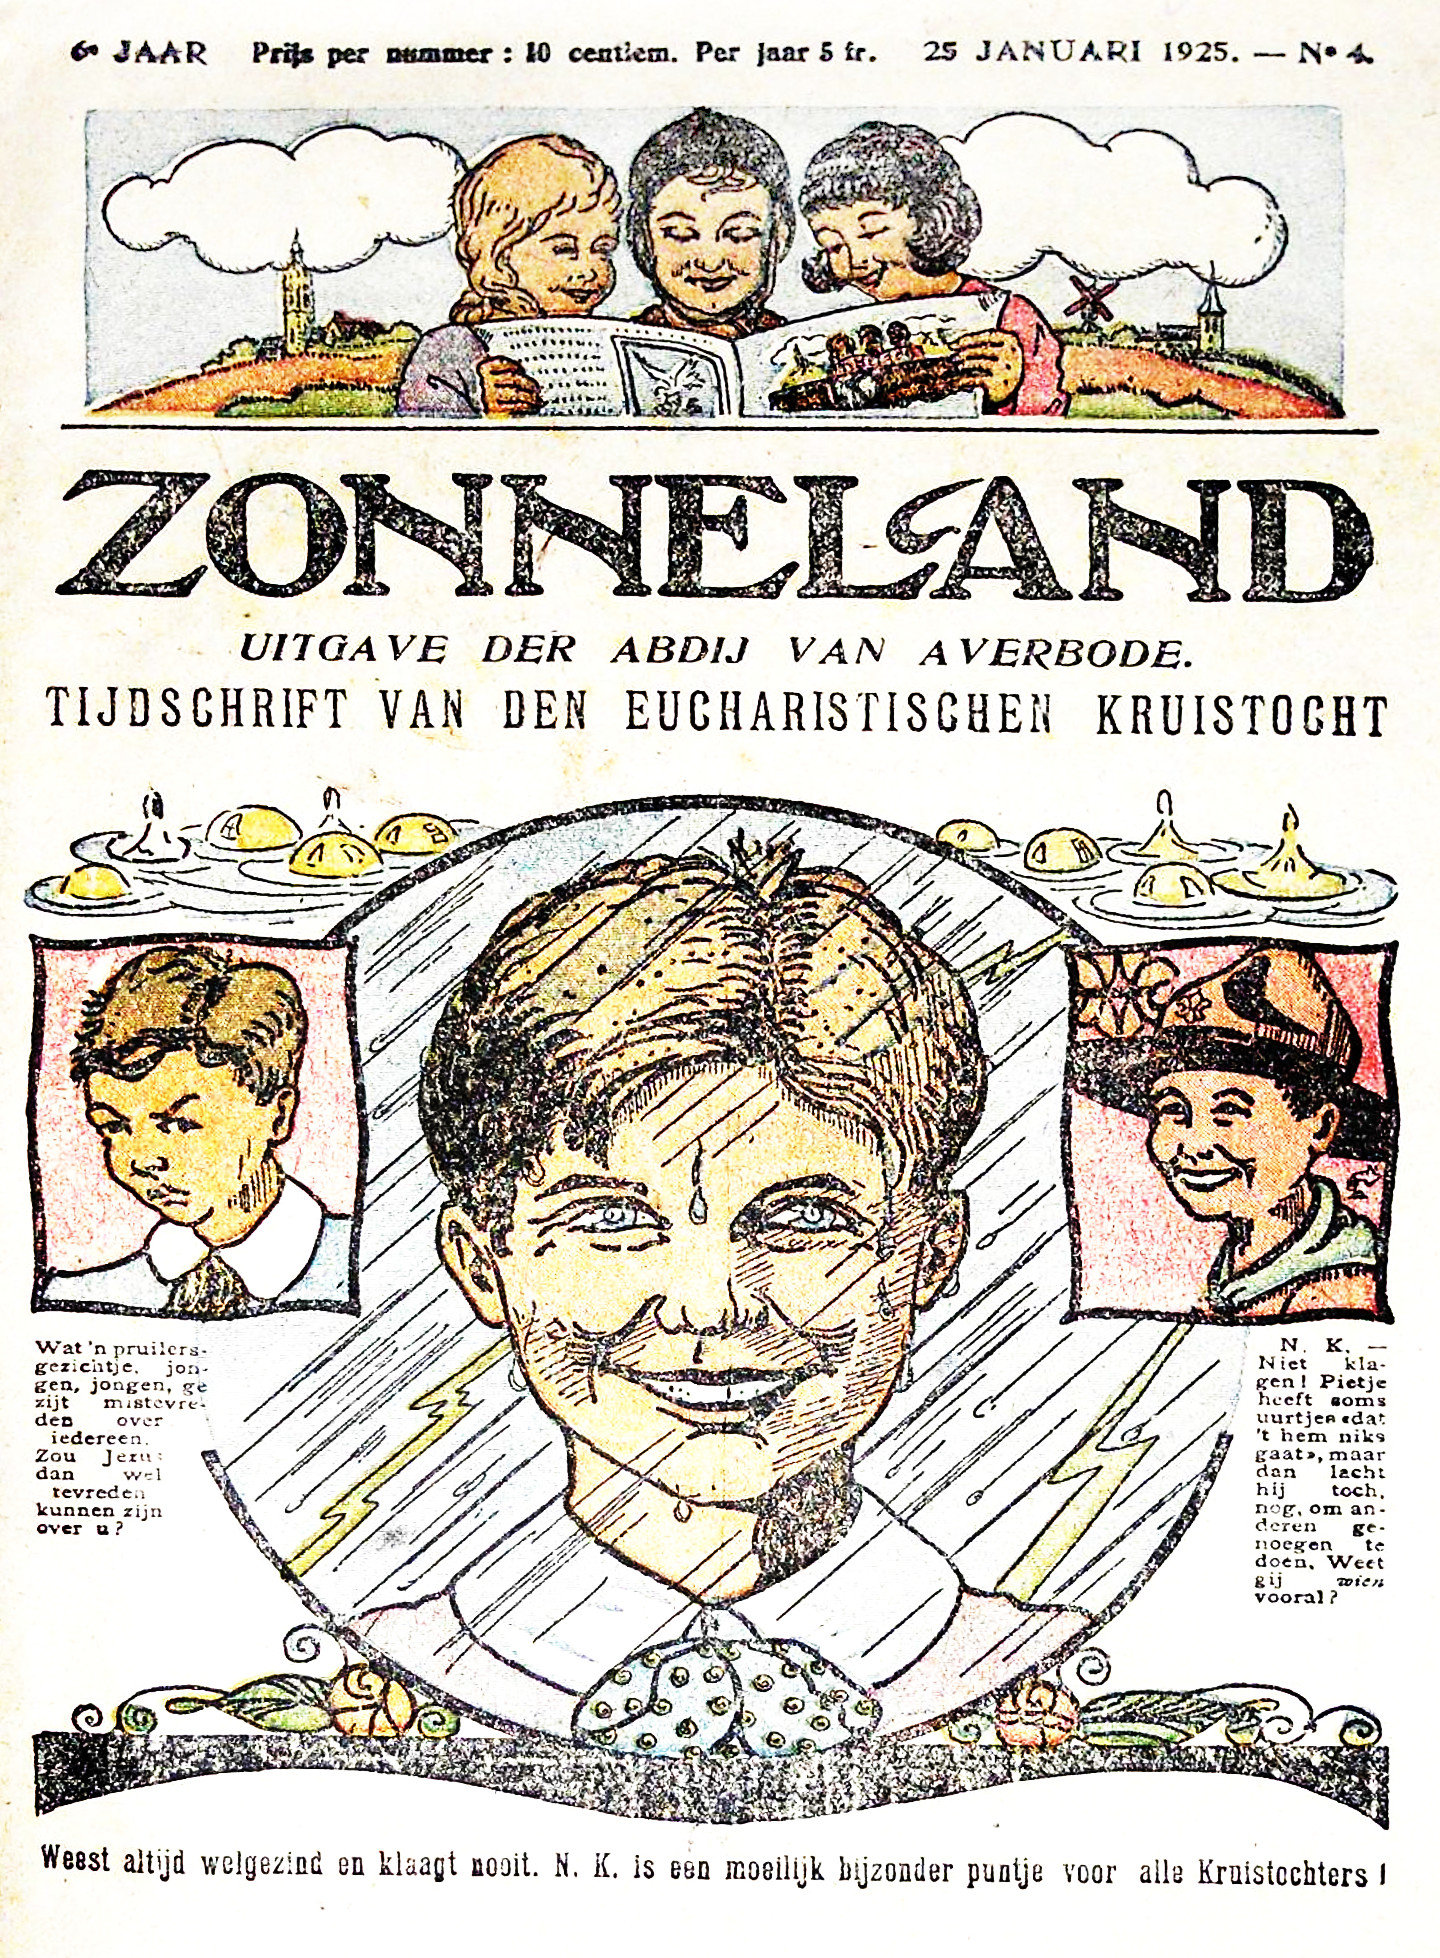 6e JAAR Prijs per nummer : 10 centiem. Per jaar 5 fr. 25 JANUARI 1925. — No 4.
ZONNELAND
UITGAVE DER ABDIJ VAN AVERBODE.
TIJDSCHRIFT VAN DEN EUCHARISTISCHEN KRUISTOCHT
Wat 'n pruilers-
gezichtje, jon-
gen, jongen, ge
zijt mistevre-
den over
iedereen.
Zou Jezus
dan wel
tevreden
kunnen zijn
over u?
N. K. —
Niet kla-
gen! Pietje
heeft soms
uurtjes «dat
't hem niks
gaat», maar
dan lacht
hij toch,
nog, om an-
deren ge-
noegen te
doen. Weet
gij wien
vooral?
Weest altijd welgezind en klaagt nooit. N. K. is een moeilijk bijzonder puntje voor alle Kruistochters !